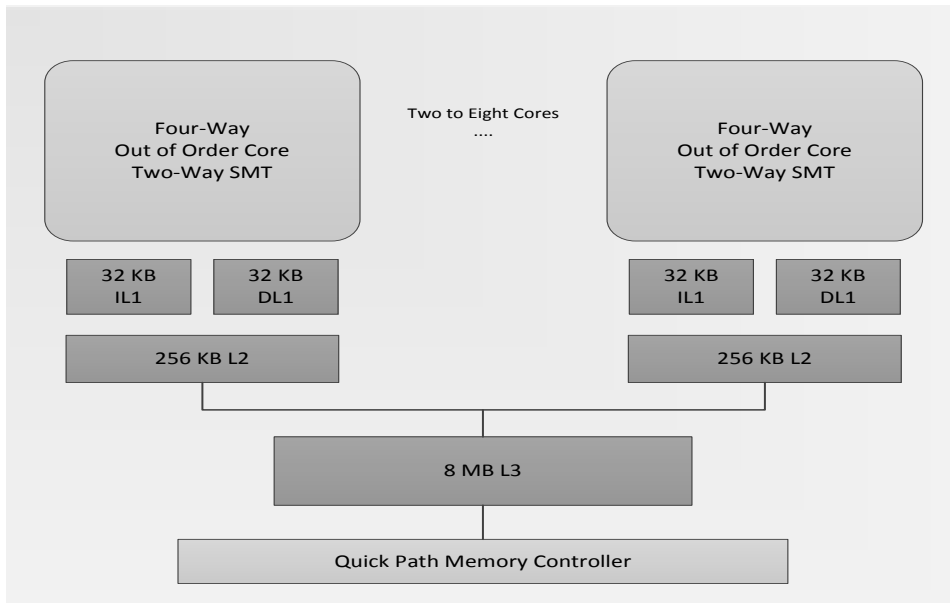 Four-Way
Out of Order Core
Two-Way SMT
Two to Eight Cores
....
Four-Way
Out of Order Core
Two-Way SMT
32 KB
IL1
32 KB
DL1
32 KB
IL1
32 KB
DL1
256 KB L2
256 KB L2
8 MB L3
Quick Path Memory Controller